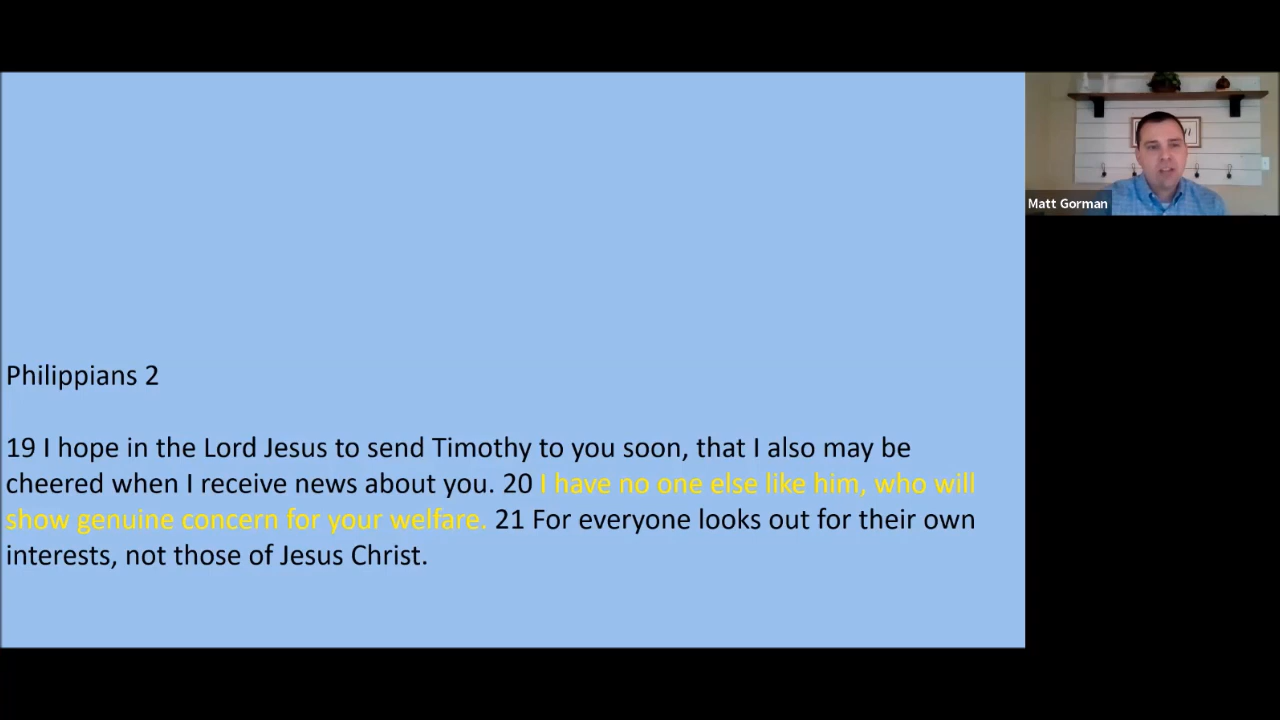 Philippians 2
19 I hope in the Lord Jesus to send Timothy to you soon, that I also may be
cheered when I receive news about you. 20 I have no one else like him, who will
show genuine concern for your welfare. 21 For everyone looks out for their own
interests, not those of Jesus Christ.
Matt Gorman